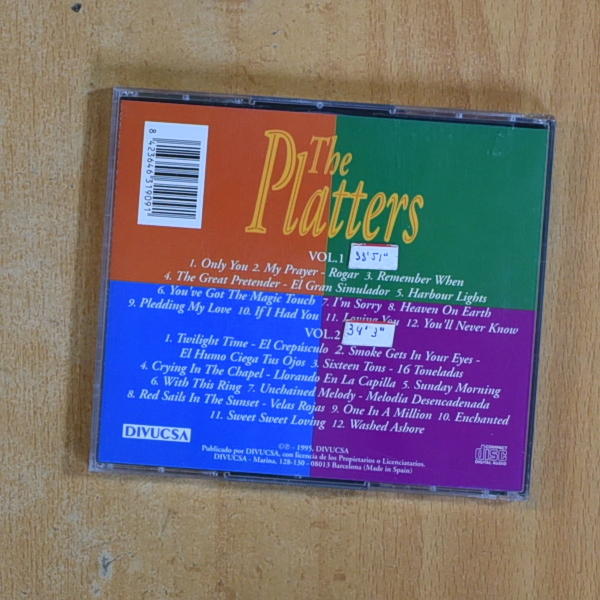 8 423646 319091
The
Platters
VOL.1 33'51"
1. Only You 2. My Prayer - Rogar 3. Remember When
4. The Great Pretender - El Gran Simulador 5. Harbour Lights
6. You've Got The Magic Touch 7. I'm Sorry 8. Heaven On Earth
9. Pledding My Love 10. If I Had You 11. Loving You 12. You'll Never Know
VOL.2 34'3"
1. Twilight Time - El Crepúsculo 2. Smoke Gets In Your Eyes -
El Humo Ciega Tus Ojos 3. Sixteen Tons - 16 Toneladas
4. Crying In The Chapel - Llorando En La Capilla 5. Sunday Morning
6. With This Ring 7. Unchained Melody - Melodía Desencadenada
8. Red Sails In The Sunset - Velas Rojas 9. One In A Million 10. Enchanted
11. Sweet Sweet Loving 12. Washed Ashore
DIVUCSA
©℗ - 1995, DIVUCSA
Publicado por DIVUCSA, con licencia de los Propietarios o Licenciatarios.
DIVUCSA - Marina, 128-130 - 08013 Barcelona (Made in Spain)
COMPACT
disc
DIGITAL AUDIO